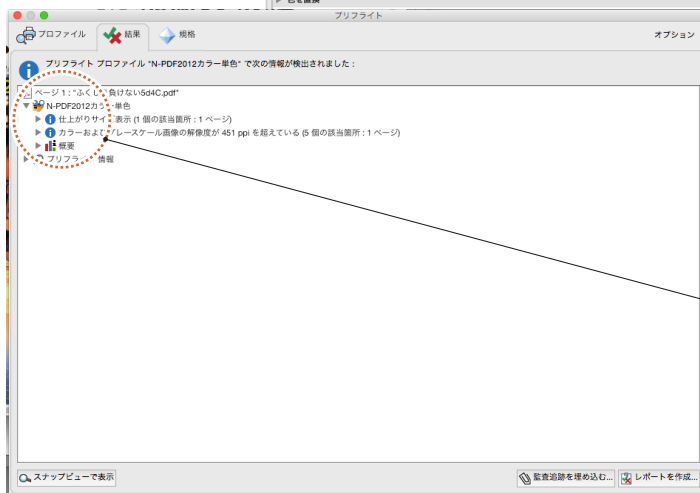 色を置換
プリフライト
プロファイル 結果 規格 オプション
プリフライト プロファイル "N-PDF2012カラー単色" で次の情報が検出されました :
ページ 1 : "ふくし 負けない5d4C.pdf"
N-PDF2012カラー単色
仕上がりサイ 表示 (1 個の該当箇所 : 1 ページ)
カラーおよび レースケール画像の解像度が 451 ppi を超えている (5 個の該当箇所 : 1 ページ)
概要
プリフラ 情報
スナップビューで表示 監査追跡を埋め込む... レポートを作成...